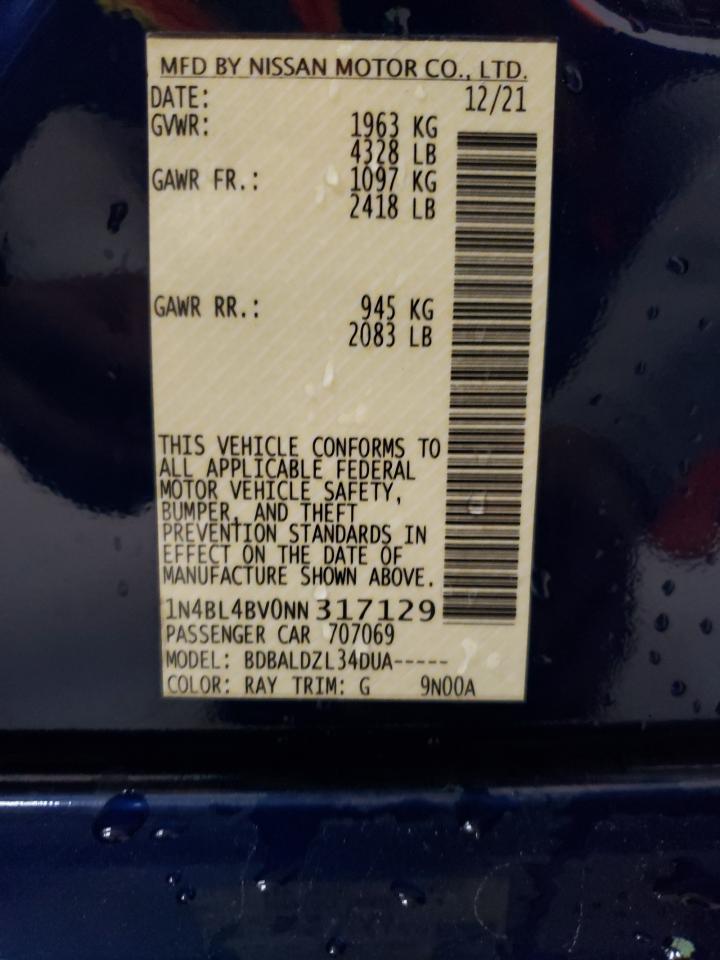 MFD BY NISSAN MOTOR CO., LTD.
DATE: 12/21
GVWR: 1963 KG
4328 LB
GAWR FR.: 1097 KG
2418 LB
GAWR RR.: 945 KG
2083 LB
THIS VEHICLE CONFORMS TO
ALL APPLICABLE FEDERAL
MOTOR VEHICLE SAFETY,
BUMPER, AND THEFT
PREVENTION STANDARDS IN
EFFECT ON THE DATE OF
MANUFACTURE SHOWN ABOVE.
1N4BL4BV0NN317129
PASSENGER CAR 707069
MODEL: BDBALDZL34DUA-----
COLOR: RAY TRIM: G 9N00A